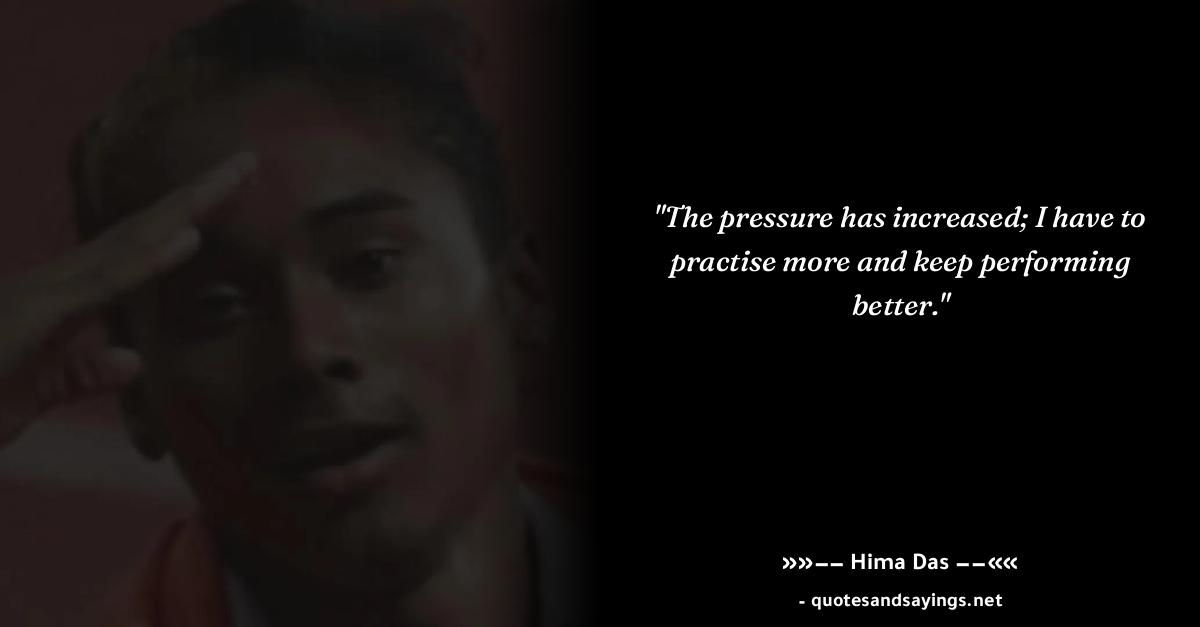 "The pressure has increased; I have to
practise more and keep performing
better."
»»−− Hima Das −−««
- quotesandsayings.net